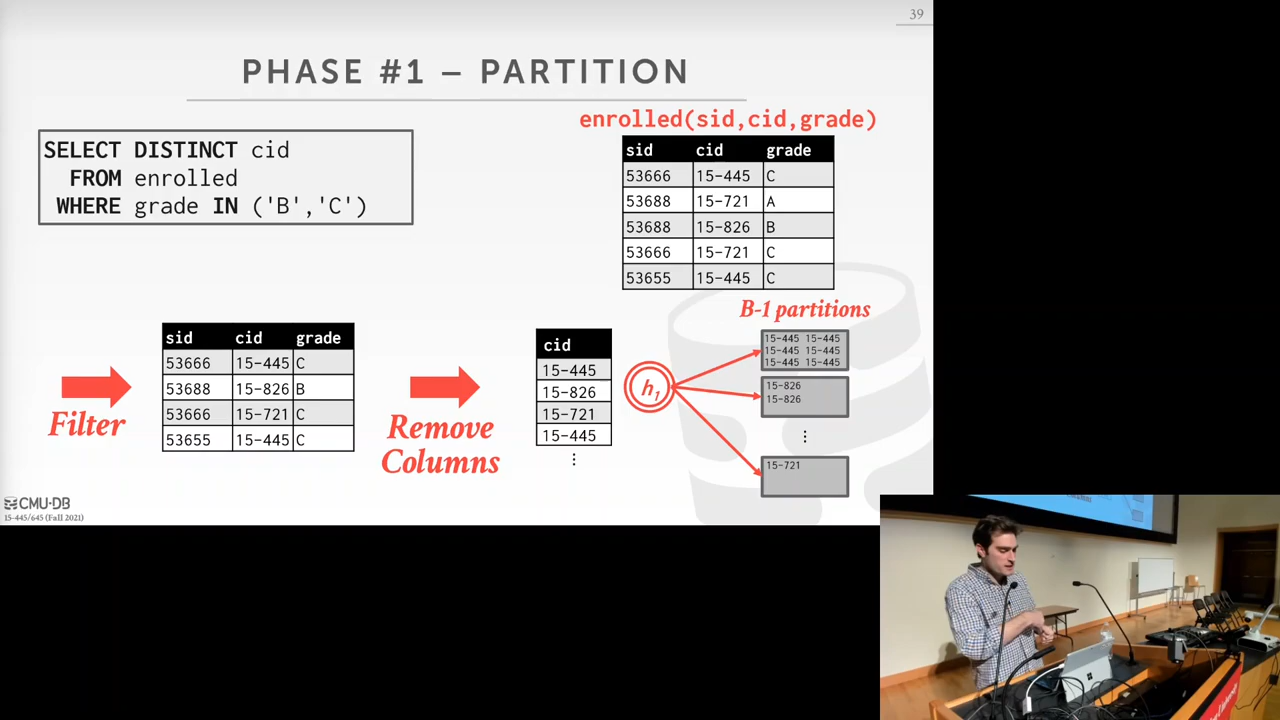 39
PHASE #1 – PARTITION
SELECT DISTINCT cid
FROM enrolled
WHERE grade IN ('B','C')
enrolled(sid,cid,grade)
sid cid grade
53666 15-445 C
53688 15-721 A
53688 15-826 B
53666 15-721 C
53655 15-445 C
Filter
sid cid grade
53666 15-445 C
53688 15-826 B
53666 15-721 C
53655 15-445 C
Remove
Columns
cid
15-445
15-826
15-721
15-445
⋮
h1
B-1 partitions
15-445 15-445
15-445 15-445
15-445 15-445
15-826
15-826
⋮
15-721
CMU·DB
15-445/645 (Fall 2021)